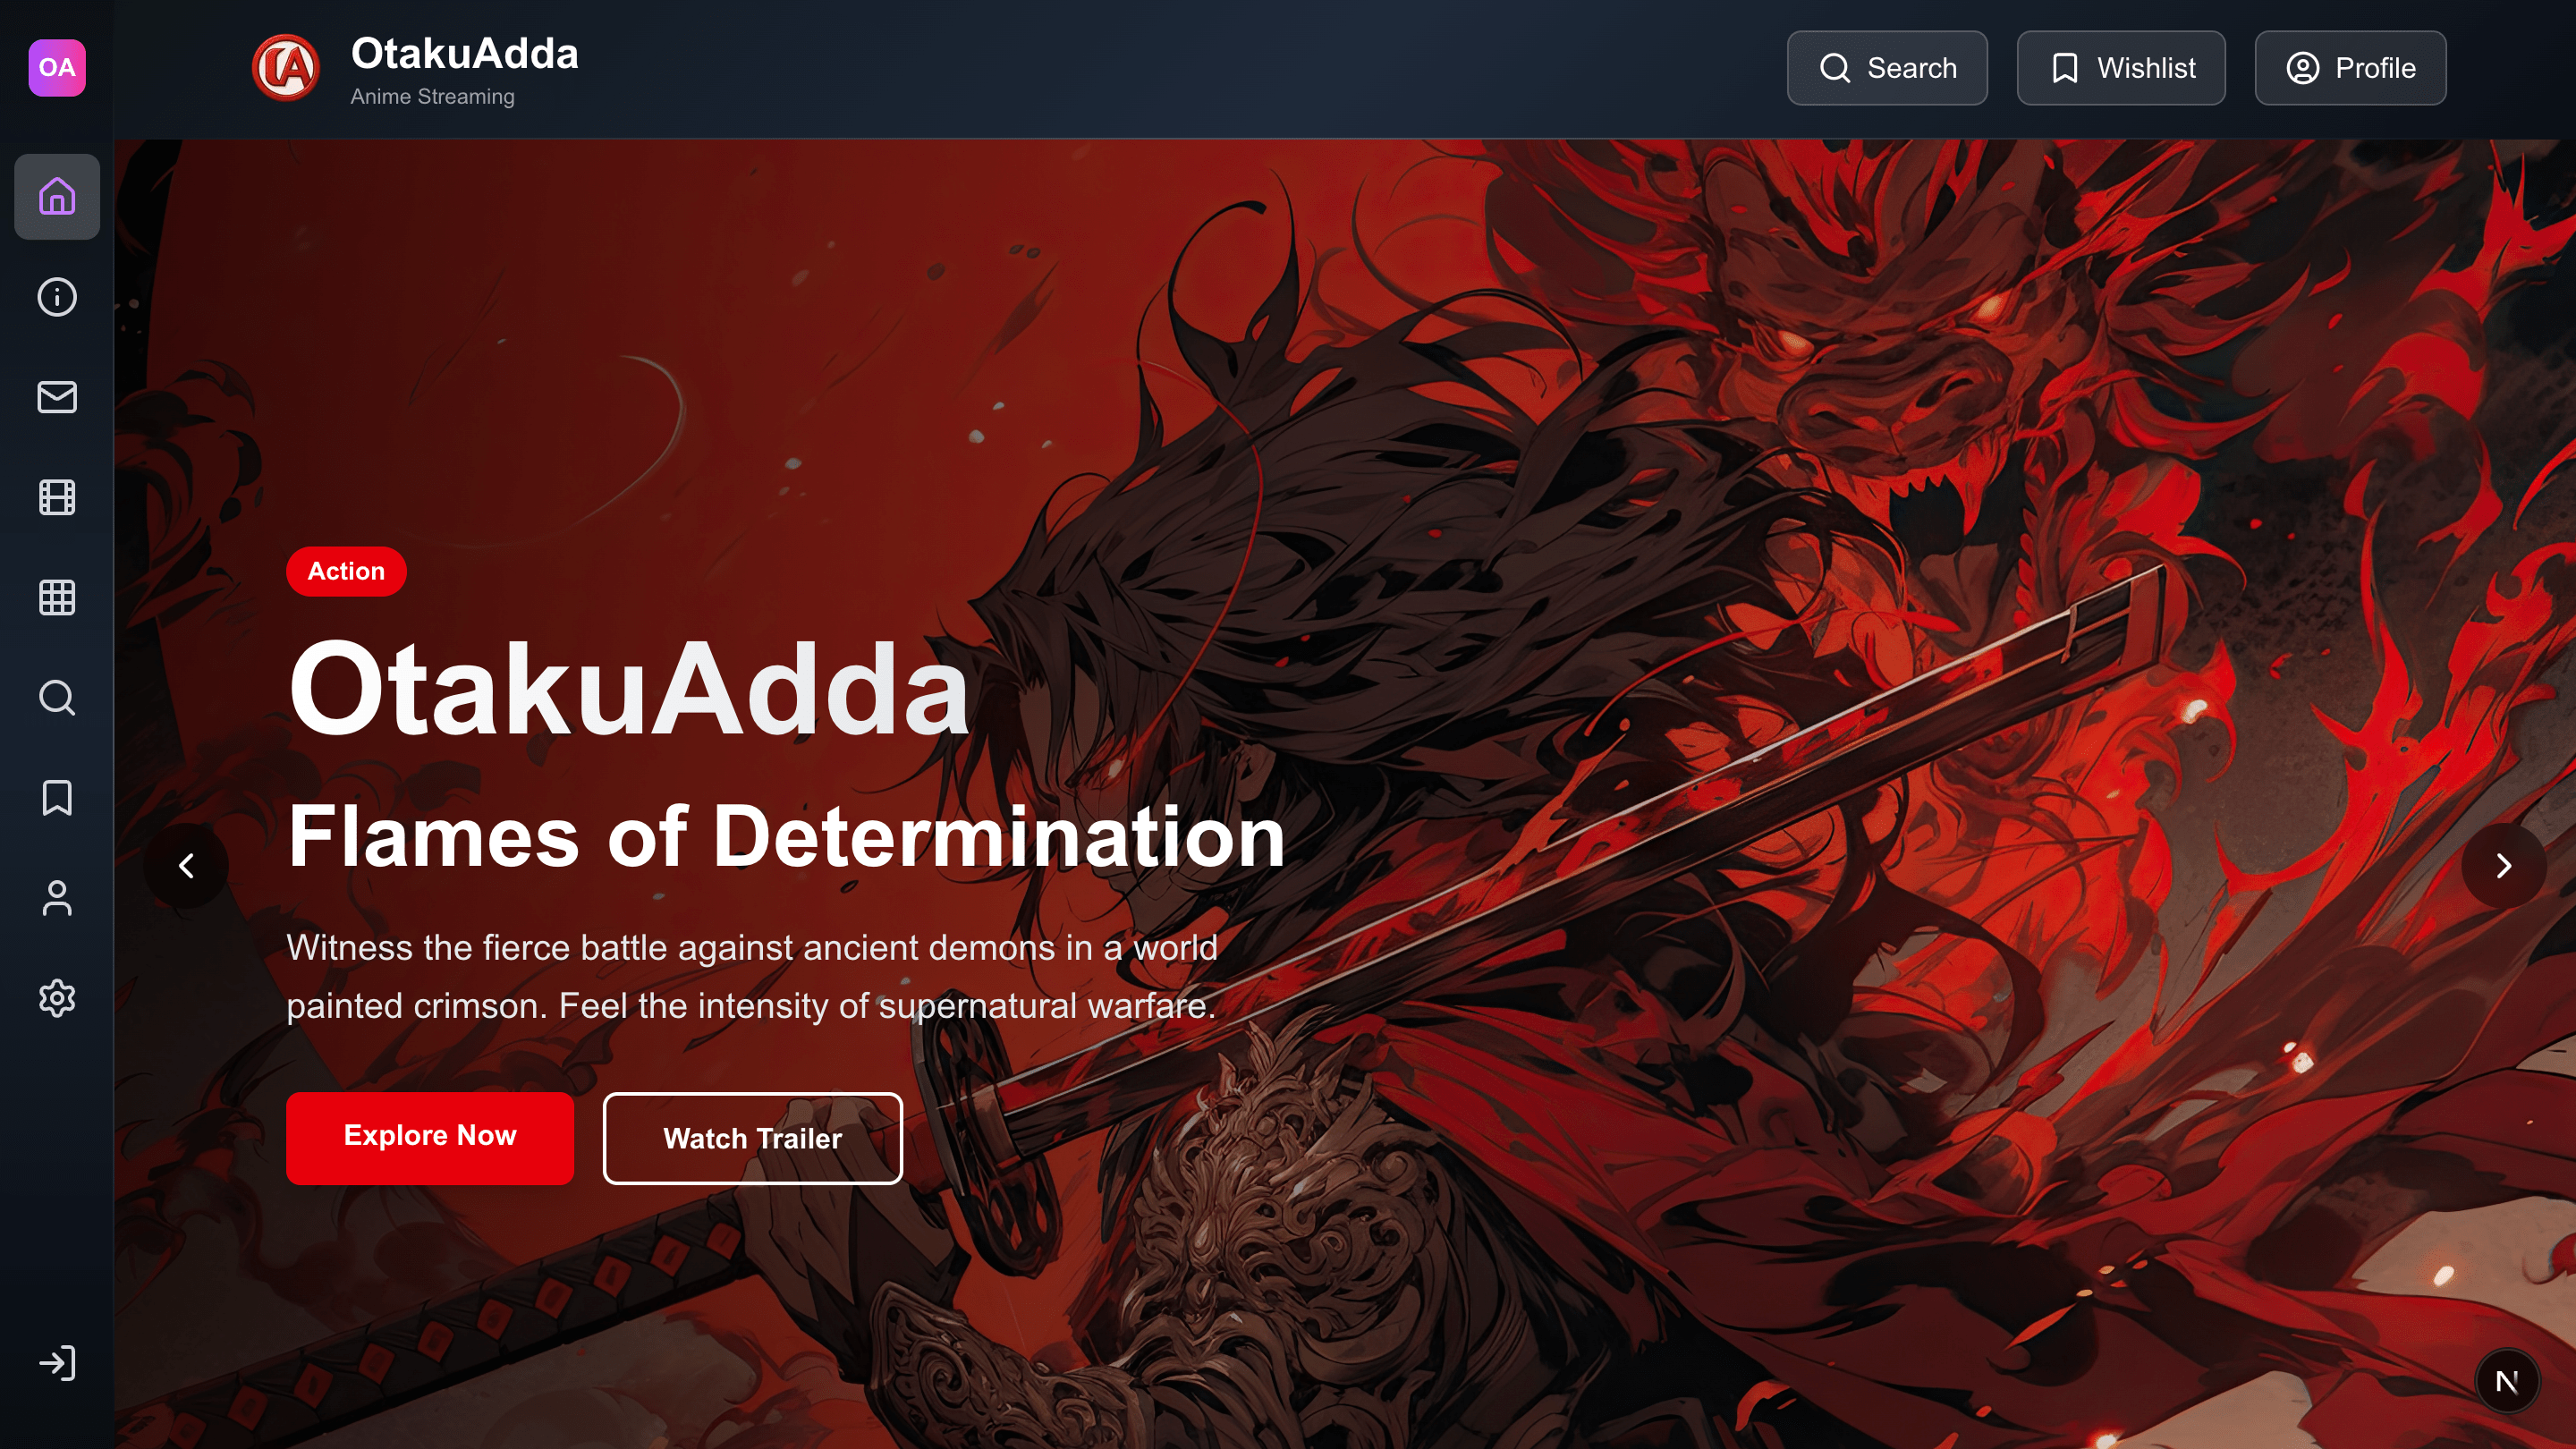 OA
OtakuAdda
Anime Streaming
Search
Wishlist
Profile
Action
OtakuAdda
Flames of Determination
Witness the fierce battle against ancient demons in a world
painted crimson. Feel the intensity of supernatural warfare.
Explore Now
Watch Trailer
N